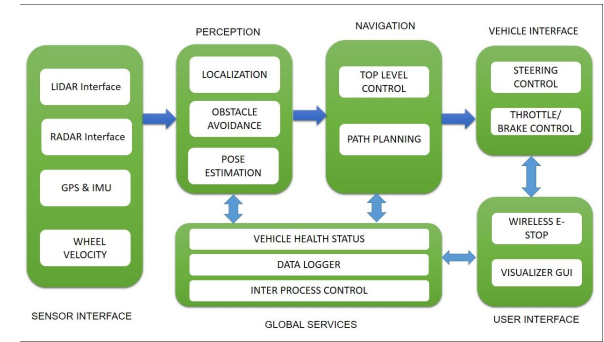 PERCEPTION
NAVIGATION
VEHICLE INTERFACE
LIDAR Interface
RADAR Interface
GPS & IMU
WHEEL
VELOCITY
SENSOR INTERFACE
LOCALIZATION
OBSTACLE
AVOIDANCE
POSE
ESTIMATION
TOP LEVEL
CONTROL
PATH PLANNING
STEERING
CONTROL
THROTTLE/
BRAKE CONTROL
VEHICLE HEALTH STATUS
DATA LOGGER
INTER PROCESS CONTROL
GLOBAL SERVICES
WIRELESS E-
STOP
VISUALIZER GUI
USER INTERFACE